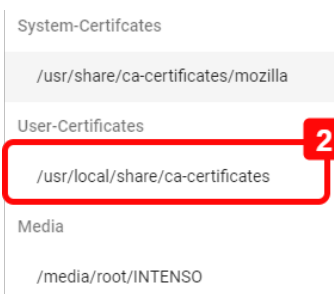 System-Certifcates
/usr/share/ca-certificates/mozilla
User-Certificates
2
/usr/local/share/ca-certificates
Media
/media/root/INTENSO